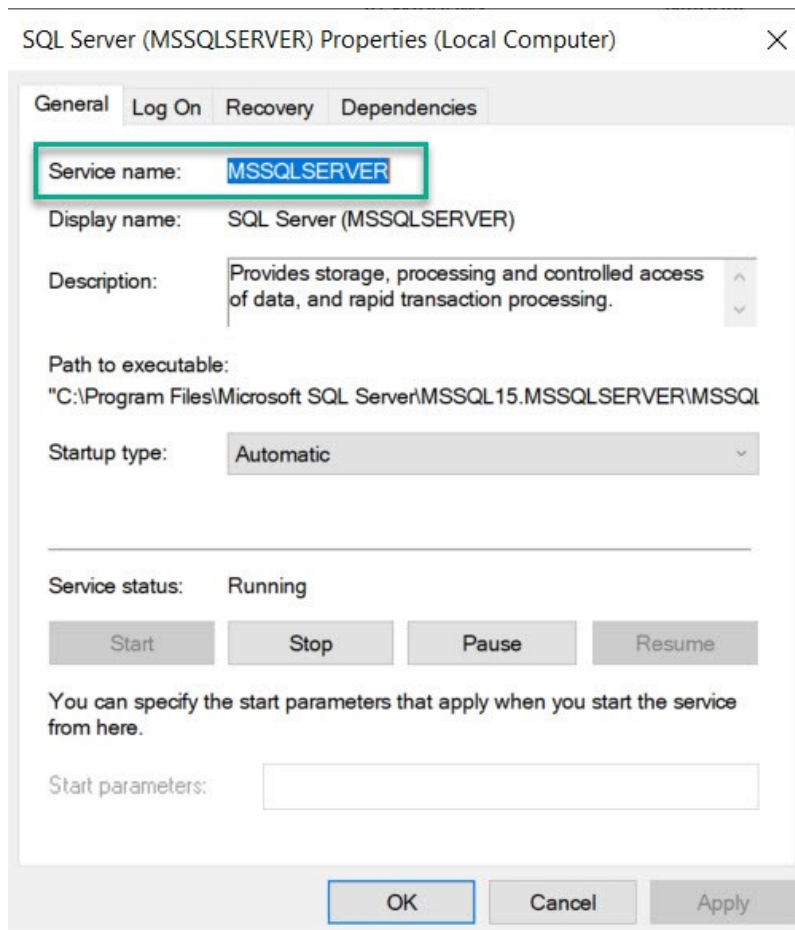 SQL Server (MSSQLSERVER) Properties (Local Computer)
General Log On Recovery Dependencies
Service name: MSSQLSERVER
Display name: SQL Server (MSSQLSERVER)
Description: Provides storage, processing and controlled access
of data, and rapid transaction processing.
Path to executable:
"C:\Program Files\Microsoft SQL Server\MSSQL15.MSSQLSERVER\MSSQL
Startup type: Automatic
Service status: Running
Start Stop Pause Resume
You can specify the start parameters that apply when you start the service
from here.
Start parameters:
OK Cancel Apply